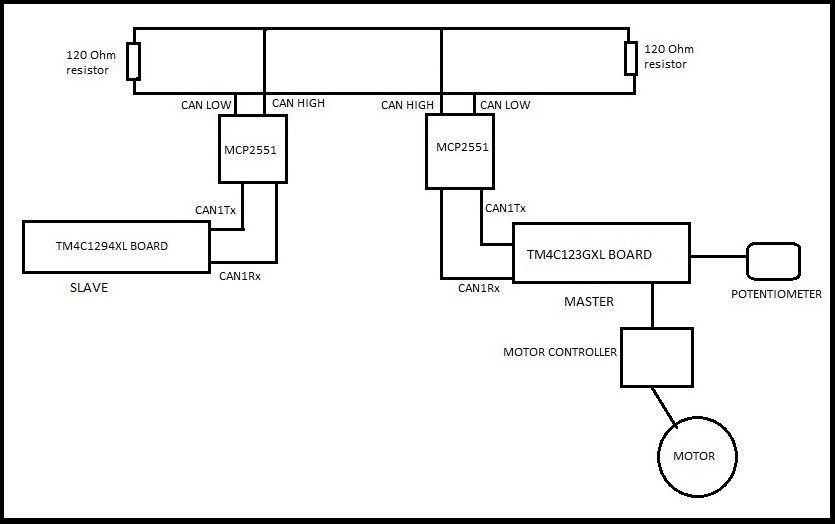 120 Ohm
resistor
120 Ohm
resistor
CAN LOW
CAN HIGH
CAN HIGH
CAN LOW
MCP2551
MCP2551
CAN1Tx
CAN1Tx
TM4C1294XL BOARD
TM4C123GXL BOARD
CAN1Rx
CAN1Rx
SLAVE
MASTER
POTENTIOMETER
MOTOR CONTROLLER
MOTOR